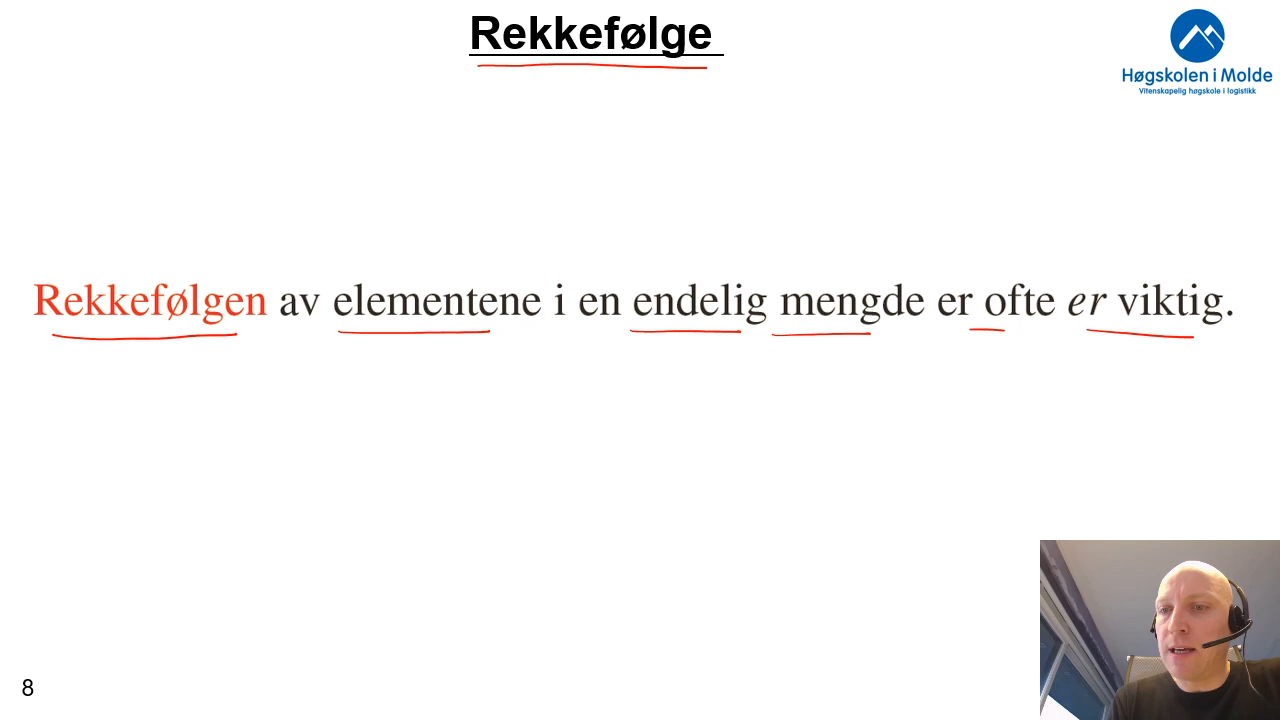 Rekkefølge
Høgskolen i Molde
Vitenskapelig høgskole i logistikk
Rekkefølgen av elementene i en endelig mengde er ofte er viktig.
8